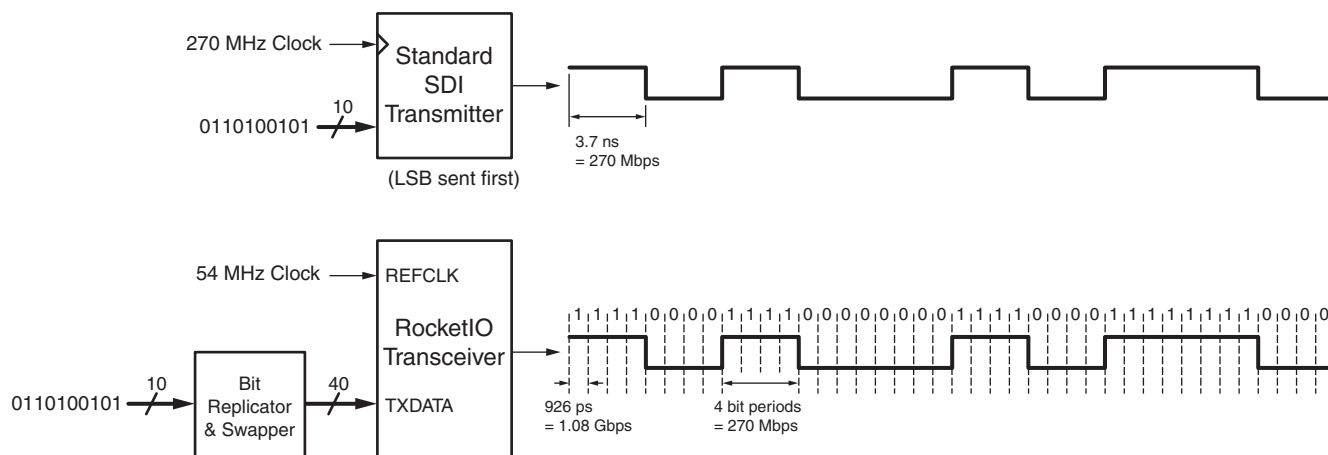 270 MHz Clock
Standard
SDI
Transmitter
10
0110100101
3.7 ns
= 270 Mbps
(LSB sent first)
54 MHz Clock
REFCLK
1 1 1 1 0 0 0 0 1 1 1 1 0 0 0 0 0 0 0 0 1 1 1 1 0 0 0 0 1 1 1 1 1 1 1 1 0 0 0 0
RocketIO
Transceiver
10
0110100101
Bit
Replicator
& Swapper
40
TXDATA
926 ps
= 1.08 Gbps
4 bit periods
= 270 Mbps